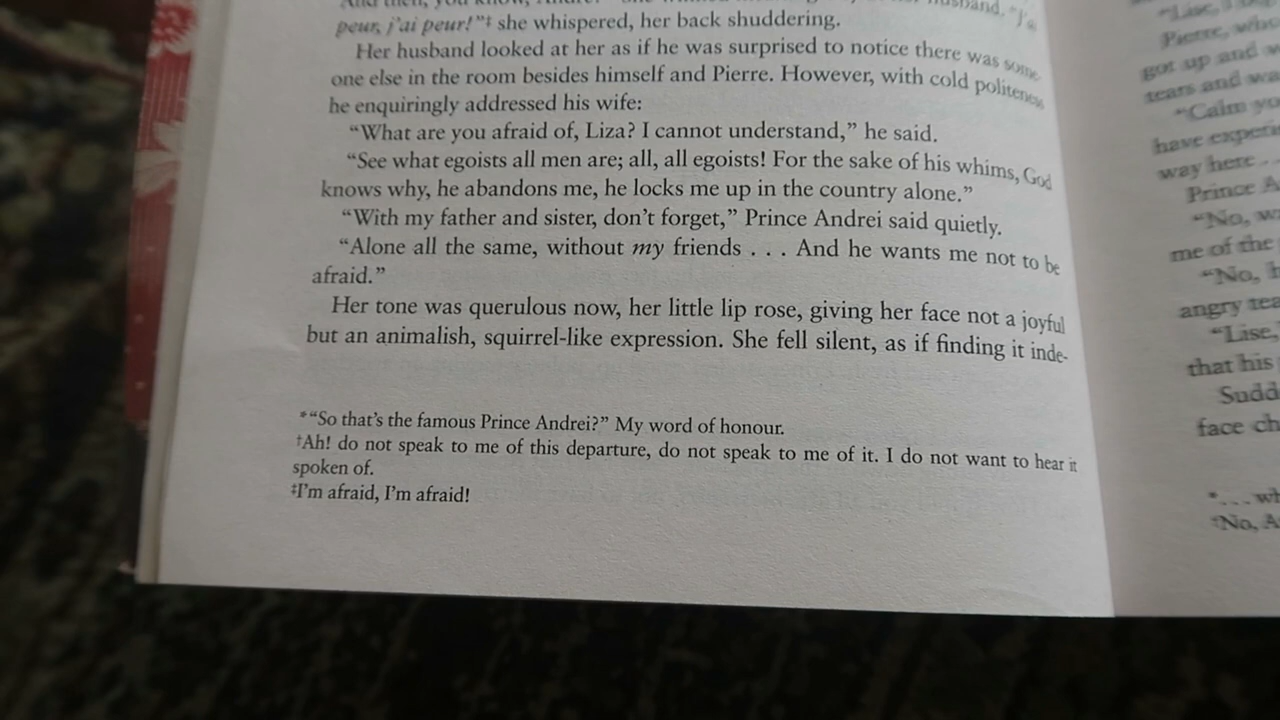 And then, you know, Andrei
husband. "J'ai
peur, j'ai peur!"‡ she whispered, her back shuddering.
Her husband looked at her as if he was surprised to notice there was some
one else in the room besides himself and Pierre. However, with cold politeness
he enquiringly addressed his wife:
"What are you afraid of, Liza? I cannot understand," he said.
"See what egoists all men are; all, all egoists! For the sake of his whims, God
knows why, he abandons me, he locks me up in the country alone."
"With my father and sister, don't forget," Prince Andrei said quietly.
"Alone all the same, without my friends . . . And he wants me not to be
afraid."
Her tone was querulous now, her little lip rose, giving her face not a joyful
but an animalish, squirrel-like expression. She fell silent, as if finding it inde-
*"So that's the famous Prince Andrei?" My word of honour.
†Ah! do not speak to me of this departure, do not speak to me of it. I do not want to hear it
spoken of.
‡I'm afraid, I'm afraid!
"Lise,
Pierre, who
got up and
tears and
"Calm
have
way here . .
Prince
"No,
me of the
"No,
angry
"Lise,
that his
face
*. . .
†No,